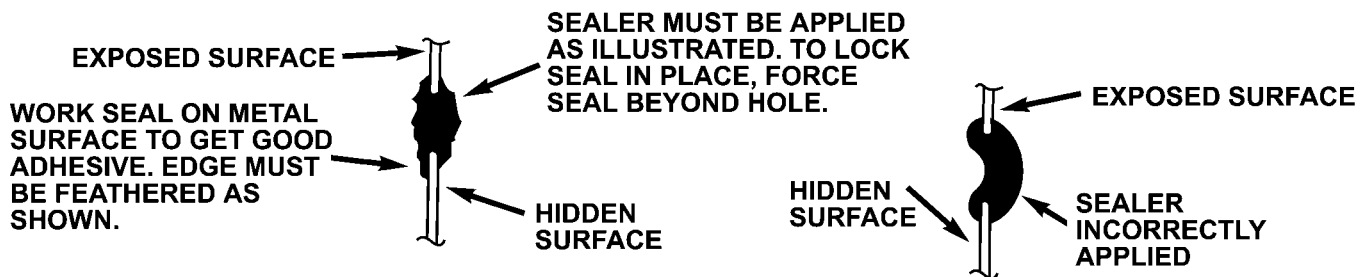 EXPOSED SURFACE
SEALER MUST BE APPLIED
AS ILLUSTRATED. TO LOCK
SEAL IN PLACE, FORCE
SEAL BEYOND HOLE.
WORK SEAL ON METAL
SURFACE TO GET GOOD
ADHESIVE. EDGE MUST
BE FEATHERED AS
SHOWN.
HIDDEN
SURFACE
EXPOSED SURFACE
HIDDEN
SURFACE
SEALER
INCORRECTLY
APPLIED